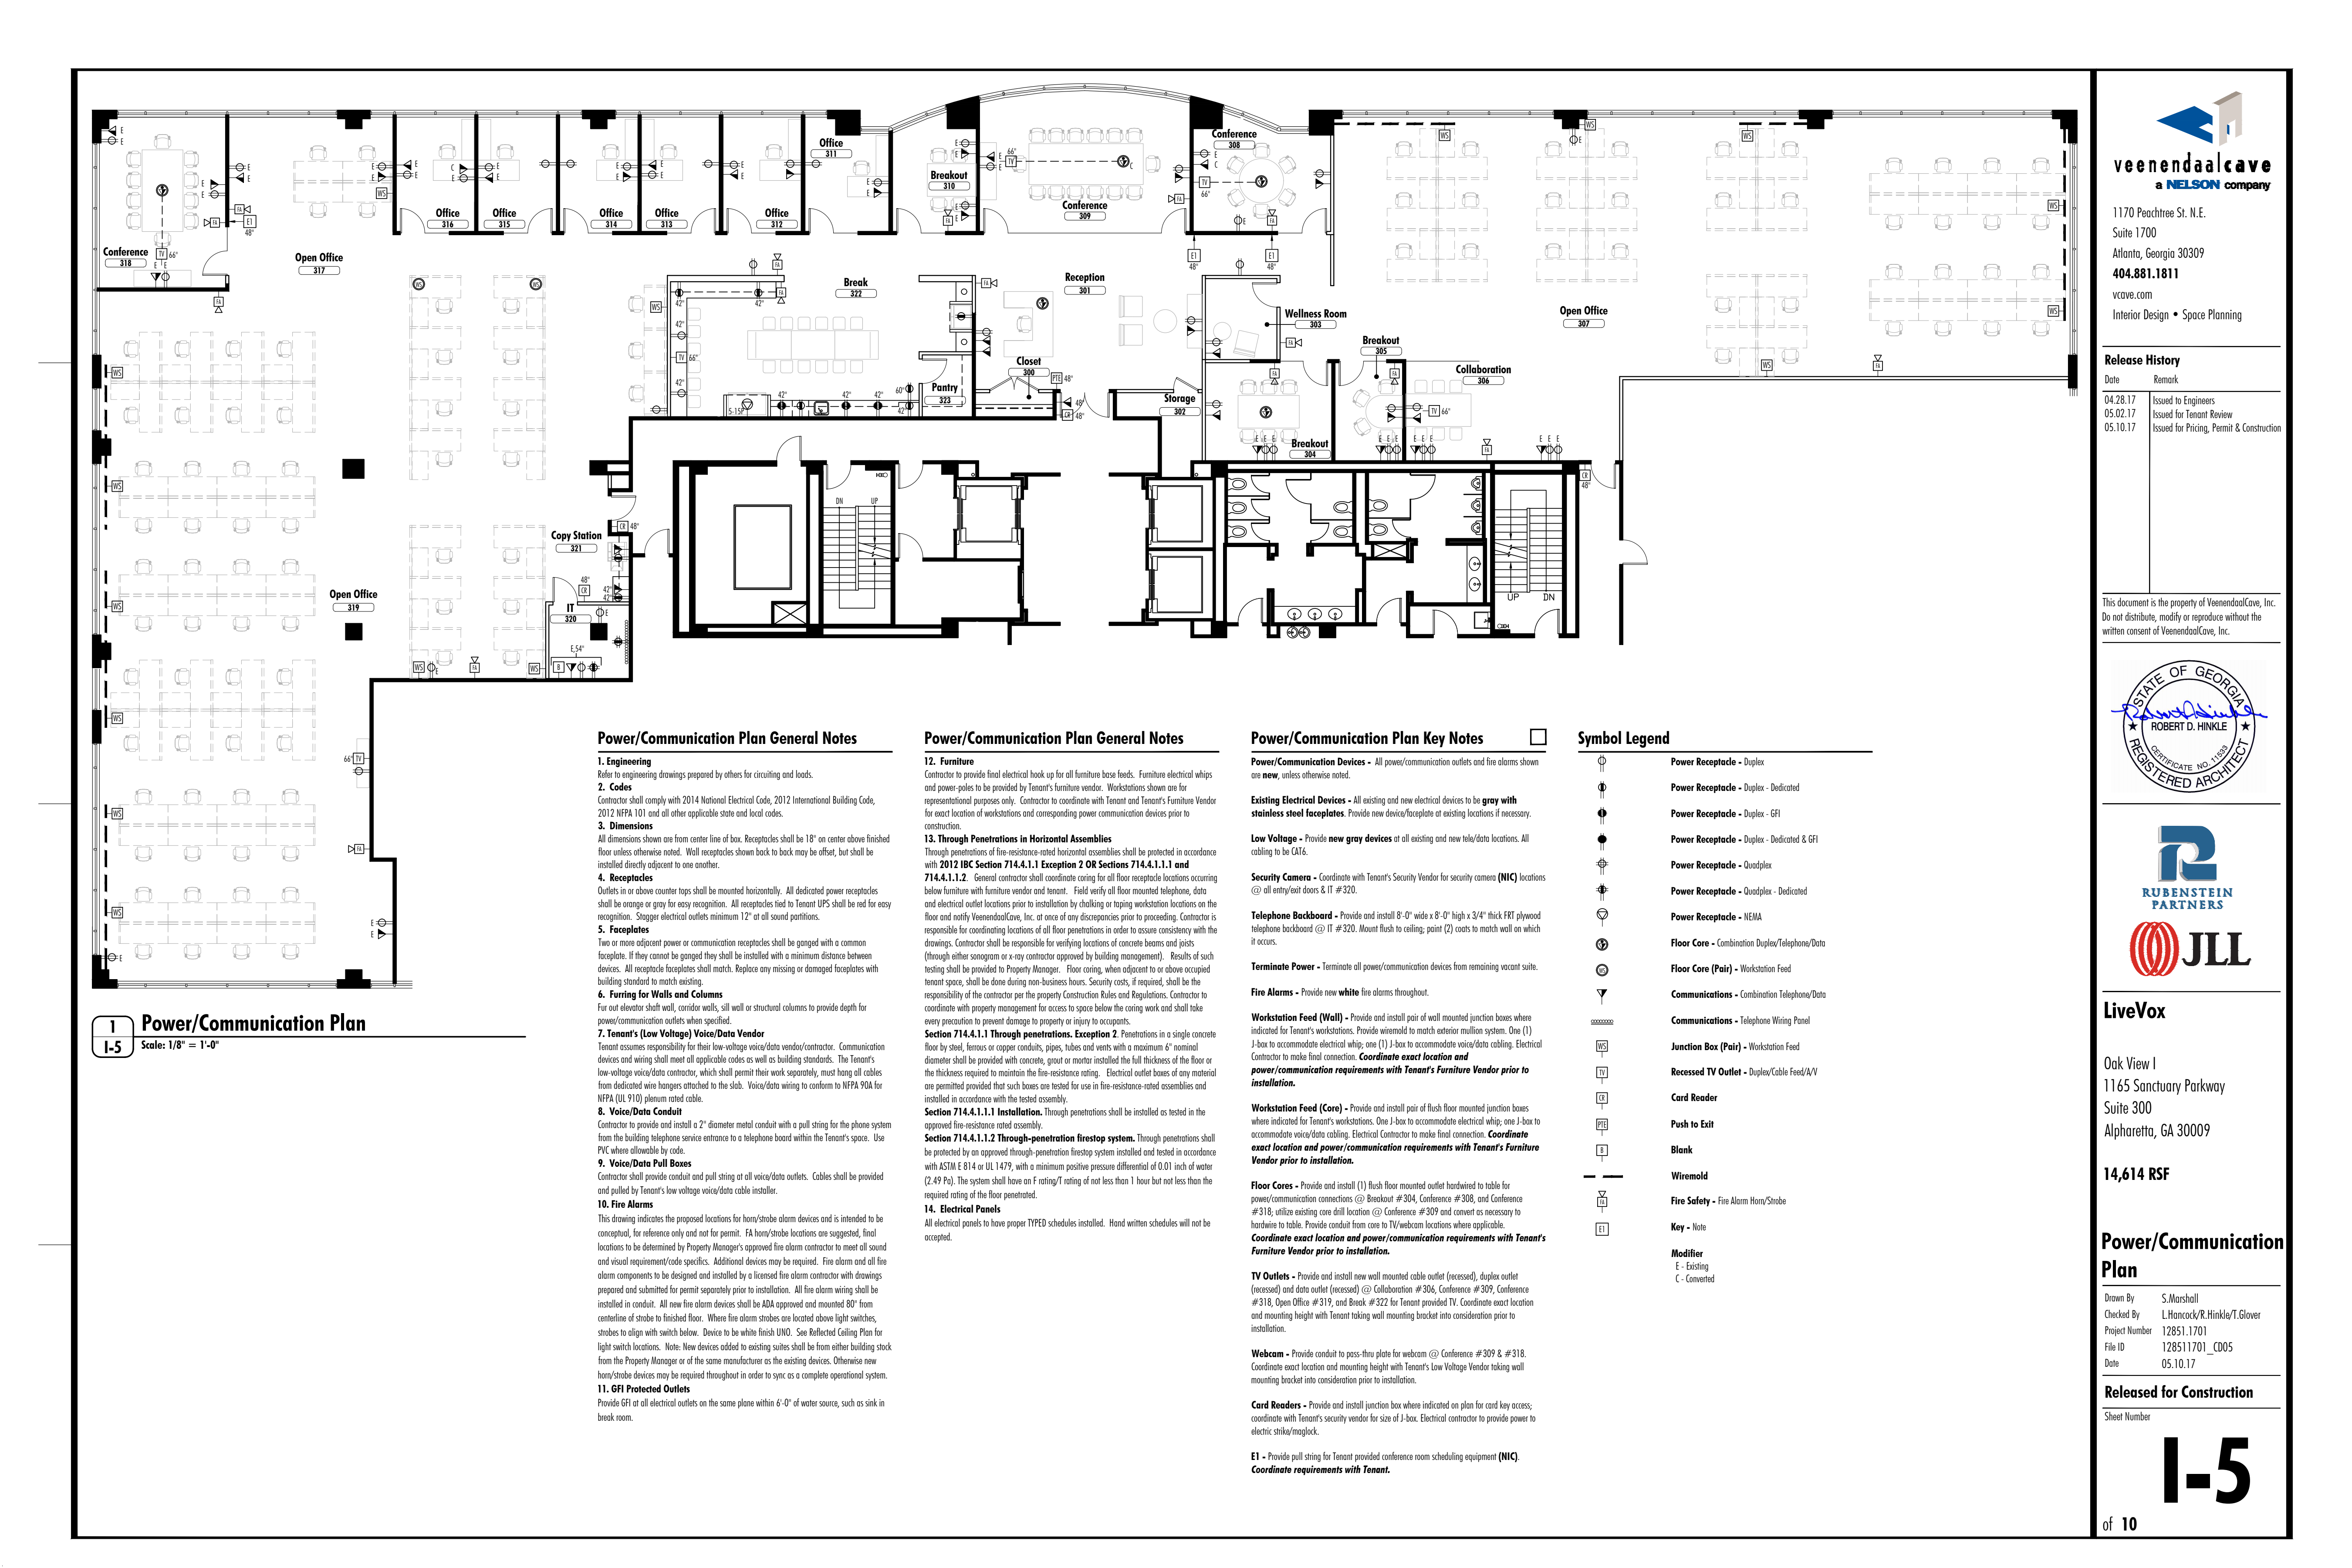 Conference
318
Open Office
317
Office
316
Office
315
Office
314
Office
313
Office
312
Office
311
Breakout
310
Conference
309
Conference
308
Break
322
Reception
301
Wellness Room
303
Open Office
307
Breakout
305
Collaboration
306
Closet
300
Pantry
323
Storage
302
Breakout
304
Copy Station
321
Open Office
319
IT
320
DN
UP
UP
DN
5-15P
E,54"
1
I-5
Power/Communication Plan
Scale: 1/8" = 1'-0"
Power/Communication Plan General Notes
1. Engineering
Refer to engineering drawings prepared by others for circuiting and loads.
2. Codes
Contractor shall comply with 2014 National Electrical Code, 2012 International Building Code,
2012 NFPA 101 and all other applicable state and local codes.
3. Dimensions
All dimensions shown are from center line of box. Receptacles shall be 18" on center above finished
floor unless otherwise noted. Wall receptacles shown back to back may be offset, but shall be
installed directly adjacent to one another.
4. Receptacles
Outlets in or above counter tops shall be mounted horizontally. All dedicated power receptacles
shall be orange or gray for easy recognition. All receptacles tied to Tenant UPS shall be red for easy
recognition. Stagger electrical outlets minimum 12" at all sound partitions.
5. Faceplates
Two or more adjacent power or communication receptacles shall be ganged with a common
faceplate. If they cannot be ganged they shall be installed with a minimum distance between
devices. All receptacle faceplates shall match. Replace any missing or damaged faceplates with
building standard to match existing.
6. Furring for Walls and Columns
Fur out elevator shaft wall, corridor walls, sill wall or structural columns to provide depth for
power/communication outlets when specified.
7. Tenant's (Low Voltage) Voice/Data Vendor
Tenant assumes responsibility for their low-voltage voice/data vendor/contractor. Communication
devices and wiring shall meet all applicable codes as well as building standards. The Tenant's
low-voltage voice/data contractor, which shall permit their work separately, must hang all cables
from dedicated wire hangers attached to the slab. Voice/data wiring to conform to NFPA 90A for
NFPA (UL 910) plenum rated cable.
8. Voice/Data Conduit
Contractor to provide and install a 2" diameter metal conduit with a pull string for the phone system
from the building telephone service entrance to a telephone board within the Tenant's space. Use
PVC where allowable by code.
9. Voice/Data Pull Boxes
Contractor shall provide conduit and pull string at all voice/data outlets. Cables shall be provided
and pulled by Tenant's low voltage voice/data cable installer.
10. Fire Alarms
This drawing indicates the proposed locations for horn/strobe alarm devices and is intended to be
conceptual, for reference only and not for permit. FA horn/strobe locations are suggested, final
locations to be determined by Property Manager's approved fire alarm contractor to meet all sound
and visual requirement/code specifics. Additional devices may be required. Fire alarm and all fire
alarm components to be designed and installed by a licensed fire alarm contractor with drawings
prepared and submitted for permit separately prior to installation. All fire alarm wiring shall be
installed in conduit. All new fire alarm devices shall be ADA approved and mounted 80" from
centerline of strobe to finished floor. Where fire alarm strobes are located above light switches,
strobes to align with switch below. Device to be white finish UNO. See Reflected Ceiling Plan for
light switch locations. Note: New devices added to existing suites shall be from either building stock
from the Property Manager or of the same manufacturer as the existing devices. Otherwise new
horn/strobe devices may be required throughout in order to sync as a complete operational system.
11. GFI Protected Outlets
Provide GFI at all electrical outlets on the same plane within 6'-0" of water source, such as sink in
break room.
Power/Communication Plan General Notes
12. Furniture
Contractor to provide final electrical hook up for all furniture base feeds. Furniture electrical whips
and power-poles to be provided by Tenant's furniture vendor. Workstations shown are for
representational purposes only. Contractor to coordinate with Tenant and Tenant's Furniture Vendor
for exact location of workstations and corresponding power communication devices prior to
construction.
13. Through Penetrations in Horizontal Assemblies
Through penetrations of fire-resistance-rated horizontal assemblies shall be protected in accordance
with 2012 IBC Section 714.4.1.1 Exception 2 OR Sections 714.4.1.1.1 and
714.4.1.1.2. General contractor shall coordinate coring for all floor receptacle locations occurring
below furniture with furniture vendor and tenant. Field verify all floor mounted telephone, data
and electrical outlet locations prior to installation by chalking or taping workstation locations on the
floor and notify VeenendaalCave, Inc. at once of any discrepancies prior to proceeding. Contractor is
responsible for coordinating locations of all floor penetrations in order to assure consistency with the
drawings. Contractor shall be responsible for verifying locations of concrete beams and joists
(through either sonogram or x-ray contractor approved by building management). Results of such
testing shall be provided to Property Manager. Floor coring, when adjacent to or above occupied
tenant space, shall be done during non-business hours. Security costs, if required, shall be the
responsibility of the contractor per the property Construction Rules and Regulations. Contractor to
coordinate with property management for access to space below the coring work and shall take
every precaution to prevent damage to property or injury to occupants.
Section 714.4.1.1 Through penetrations. Exception 2. Penetrations in a single concrete
floor by steel, ferrous or copper conduits, pipes, tubes and vents with a maximum 6" nominal
diameter shall be provided with concrete, grout or mortar installed the full thickness of the floor or
the thickness required to maintain the fire-resistance rating. Electrical outlet boxes of any material
are permitted provided that such boxes are tested for use in fire-resistance-rated assemblies and
installed in accordance with the tested assembly.
Section 714.4.1.1.1 Installation. Through penetrations shall be installed as tested in the
approved fire-resistance rated assembly.
Section 714.4.1.1.2 Through-penetration firestop system. Through penetrations shall
be protected by an approved through-penetration firestop system installed and tested in accordance
with ASTM E 814 or UL 1479, with a minimum positive pressure differential of 0.01 inch of water
(2.49 Pa). The system shall have an F rating/T rating of not less than 1 hour but not less than the
required rating of the floor penetrated.
14. Electrical Panels
All electrical panels to have proper TYPED schedules installed. Hand written schedules will not be
accepted.
Power/Communication Plan Key Notes
Power/Communication Devices - All power/communication outlets and fire alarms shown
are new, unless otherwise noted.
Existing Electrical Devices - All existing and new electrical devices to be gray with
stainless steel faceplates. Provide new device/faceplate at existing locations if necessary.
Low Voltage - Provide new gray devices at all existing and new tele/data locations. All
cabling to be CAT6.
Security Camera - Coordinate with Tenant's Security Vendor for security camera (NIC) locations
@ all entry/exit doors & IT #320.
Telephone Backboard - Provide and install 8'-0" wide x 8'-0" high x 3/4" thick FRT plywood
telephone backboard @ IT #320. Mount flush to ceiling; paint (2) coats to match wall on which
it occurs.
Terminate Power - Terminate all power/communication devices from remaining vacant suite.
Fire Alarms - Provide new white fire alarms throughout.
Workstation Feed (Wall) - Provide and install pair of wall mounted junction boxes where
indicated for Tenant's workstations. Provide wiremold to match exterior mullion system. One (1)
J-box to accommodate electrical whip; one (1) J-box to accommodate voice/data cabling. Electrical
Contractor to make final connection. Coordinate exact location and
power/communication requirements with Tenant's Furniture Vendor prior to
installation.
Workstation Feed (Core) - Provide and install pair of flush floor mounted junction boxes
where indicated for Tenant's workstations. One J-box to accommodate electrical whip; one J-box to
accommodate voice/data cabling. Electrical Contractor to make final connection. Coordinate
exact location and power/communication requirements with Tenant's Furniture
Vendor prior to installation.
Floor Cores - Provide and install (1) flush floor mounted outlet hardwired to table for
power/communication connections @ Breakout #304, Conference #308, and Conference
#318; utilize existing core drill location @ Conference #309 and convert as necessary to
hardwire to table. Provide conduit from core to TV/webcam locations where applicable.
Coordinate exact location and power/communication requirements with Tenant's
Furniture Vendor prior to installation.
TV Outlets - Provide and install new wall mounted cable outlet (recessed), duplex outlet
(recessed) and data outlet (recessed) @ Collaboration #306, Conference #309, Conference
#318, Open Office #319, and Break #322 for Tenant provided TV. Coordinate exact location
and mounting height with Tenant taking wall mounting bracket into consideration prior to
installation.
Webcam - Provide conduit to pass-thru plate for webcam @ Conference #309 & #318.
Coordinate exact location and mounting height with Tenant's Low Voltage Vendor taking wall
mounting bracket into consideration prior to installation.
Card Readers - Provide and install junction box where indicated on plan for card key access;
coordinate with Tenant's security vendor for size of J-box. Electrical contractor to provide power to
electric strike/maglock.
E1 - Provide pull string for Tenant provided conference room scheduling equipment (NIC).
Coordinate requirements with Tenant.
Symbol Legend
Power Receptacle - Duplex
Power Receptacle - Duplex - Dedicated
Power Receptacle - Duplex - GFI
Power Receptacle - Duplex - Dedicated & GFI
Power Receptacle - Quadplex
Power Receptacle - Quadplex - Dedicated
Power Receptacle - NEMA
Floor Core - Combination Duplex/Telephone/Data
WS Floor Core (Pair) - Workstation Feed
Communications - Combination Telephone/Data
Communications - Telephone Wiring Panel
WS Junction Box (Pair) - Workstation Feed
TV Recessed TV Outlet - Duplex/Cable Feed/A/V
CR Card Reader
PTE Push to Exit
B Blank
Wiremold
FA Fire Safety - Fire Alarm Horn/Strobe
E1 Key - Note
Modifier
E - Existing
C - Converted
veenendaalcave
a NELSON company
1170 Peachtree St. N.E.
Suite 1700
Atlanta, Georgia 30309
404.881.1811
vcave.com
Interior Design • Space Planning
Release History
Date Remark
04.28.17 Issued to Engineers
05.02.17 Issued for Tenant Review
05.10.17 Issued for Pricing, Permit & Construction
This document is the property of VeenendaalCave, Inc.
Do not distribute, modify or reproduce without the
written consent of VeenendaalCave, Inc.
STATE OF GEORGIA
ROBERT D. HINKLE
CERTIFICATE NO. 11533
REGISTERED ARCHITECT
RUBENSTEIN
PARTNERS
JLL
LiveVox
Oak View I
1165 Sanctuary Parkway
Suite 300
Alpharetta, GA 30009
14,614 RSF
Power/Communication
Plan
Drawn By S.Marshall
Checked By L.Hancock/R.Hinkle/T.Glover
Project Number 12851.1701
File ID 128511701_CD05
Date 05.10.17
Released for Construction
Sheet Number
I-5
of 10